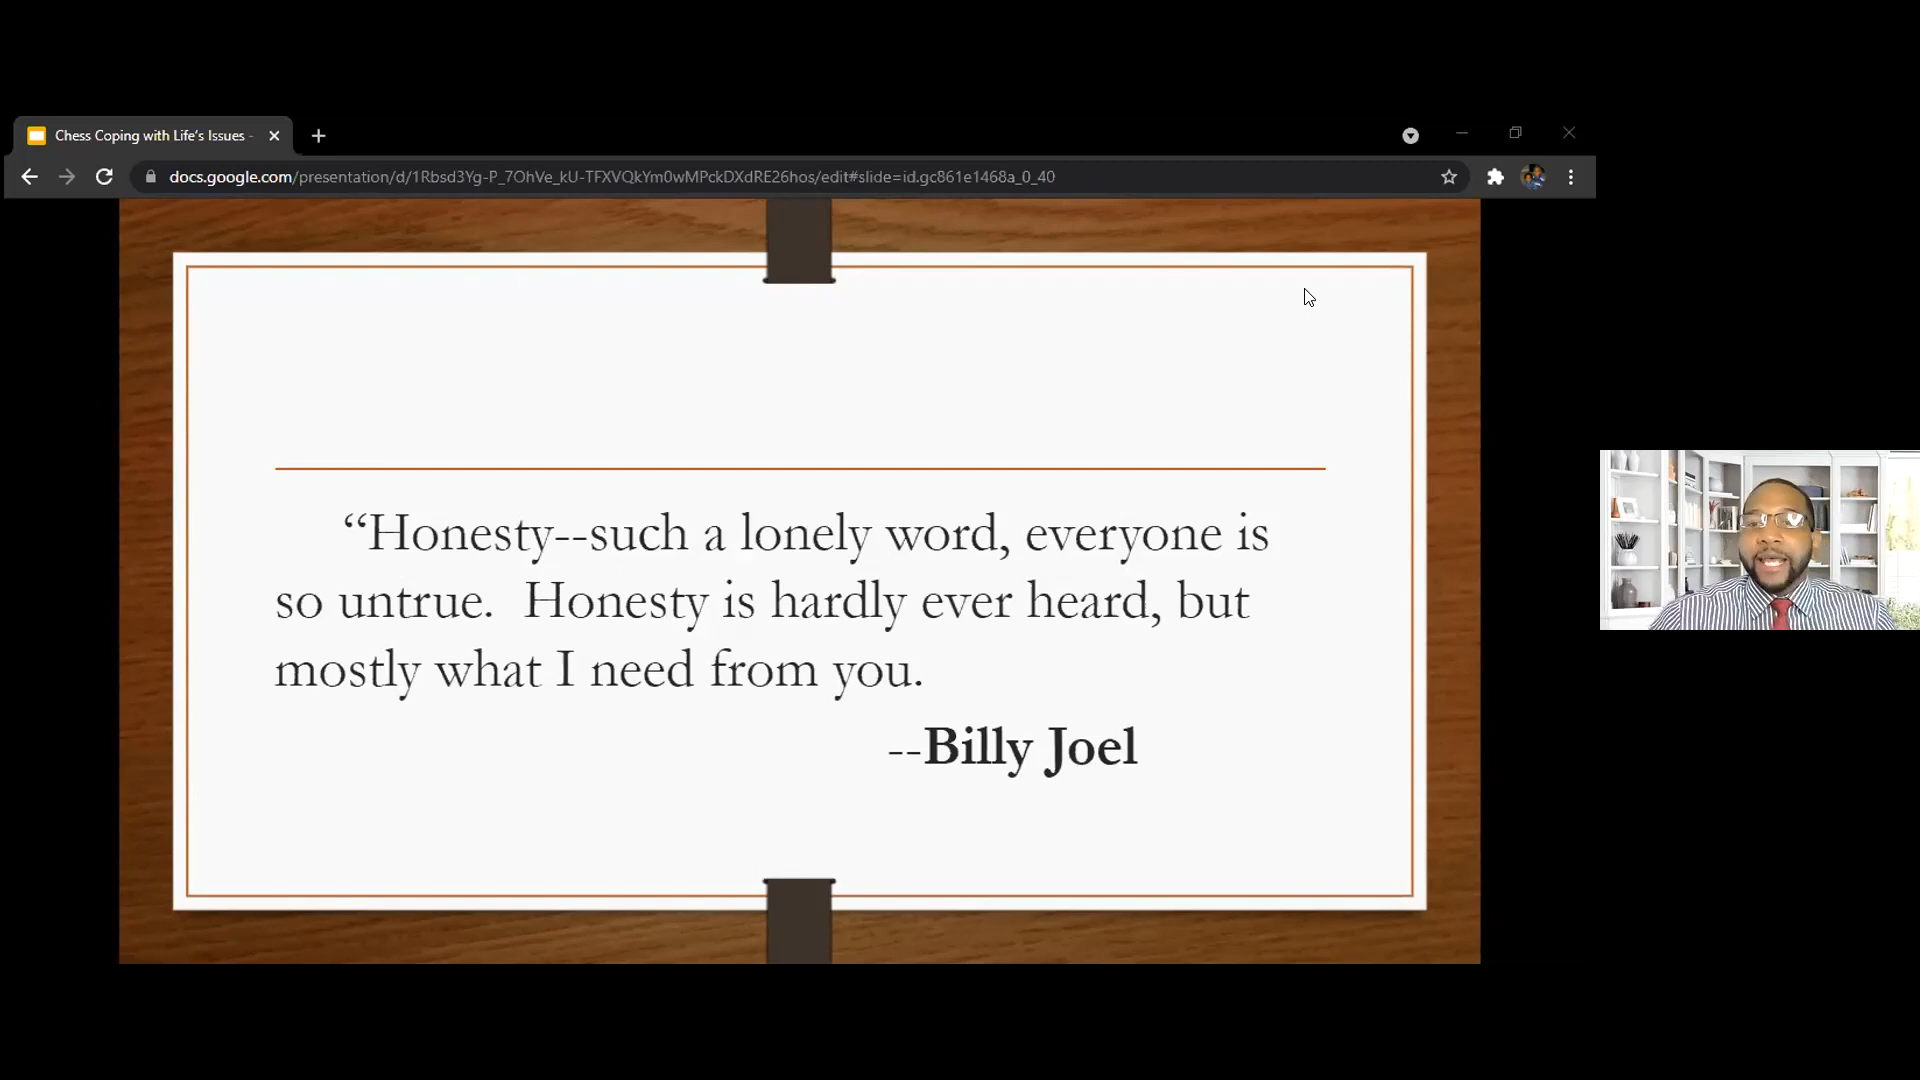 Chess Coping with Life's Issues -
docs.google.com/presentation/d/1Rbsd3Yg-P_7OhVe_kU-TFXVQkYm0wMPckDXdRE26hos/edit#slide=id.gc861e1468a_0_40
“Honesty--such a lonely word, everyone is
so untrue.  Honesty is hardly ever heard, but
mostly what I need from you.
--Billy Joel